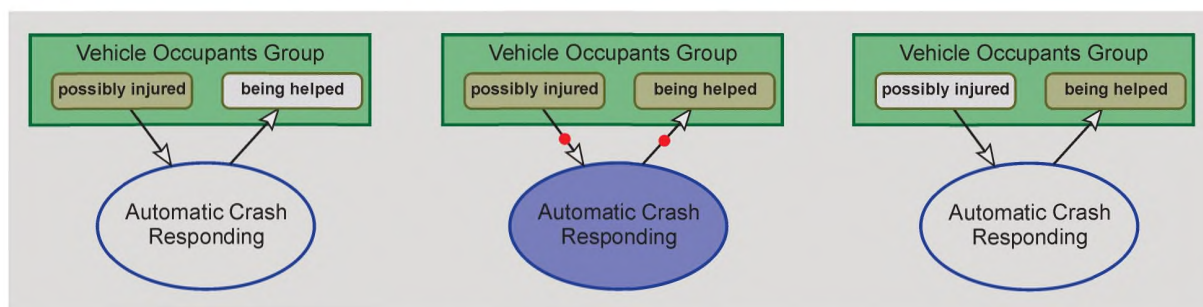 Vehicle Occupants Group
possibly injured
being helped
Automatic Crash
Responding
Vehicle Occupants Group
possibly injured
being helped
Automatic Crash
Responding
Vehicle Occupants Group
possibly injured
being helped
Automatic Crash
Responding